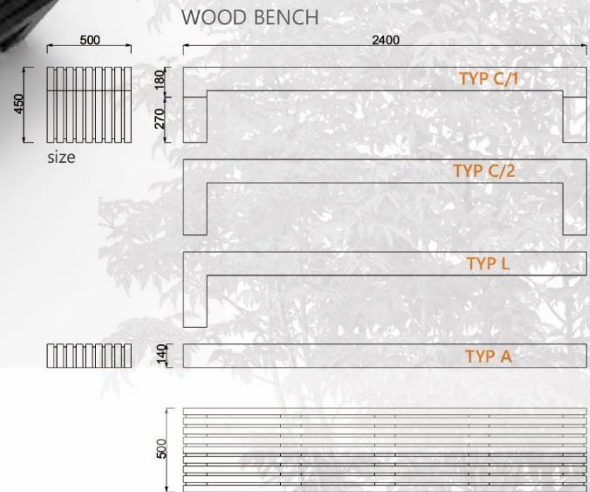 WOOD BENCH
500
2400
450
180
270
TYP C/1
size
TYP C/2
TYP L
140
TYP A
500